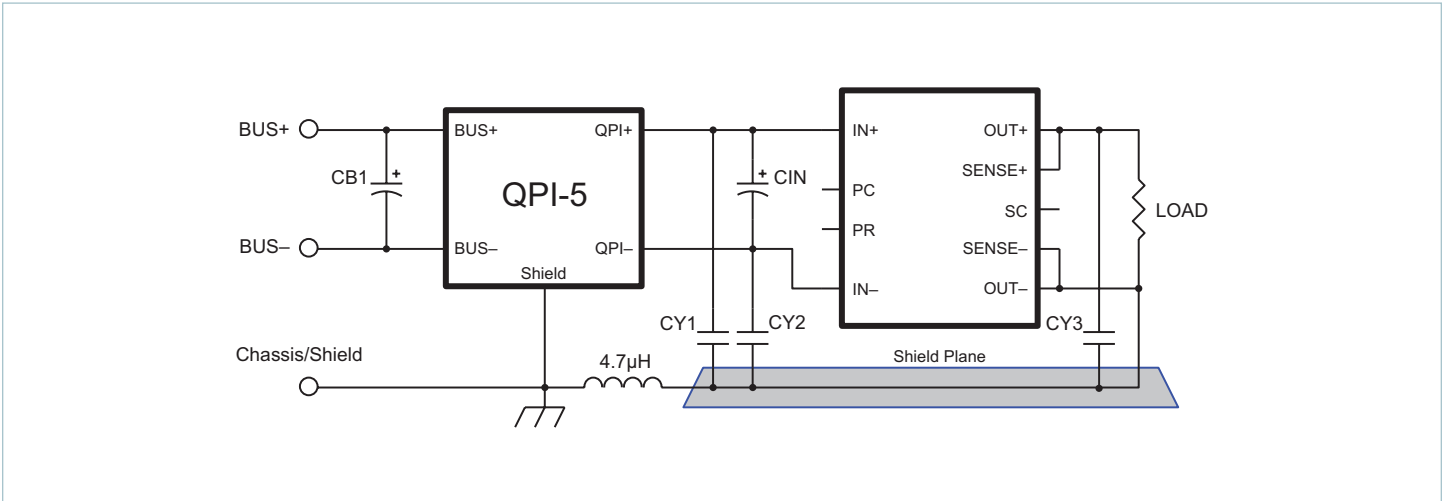 BUS+
BUS+
QPI+
IN+
OUT+
CB1
+
+
CIN
SENSE+
QPI-5
PC
SC
LOAD
PR
BUS–
BUS–
QPI–
SENSE–
Shield
IN–
OUT–
CY1
CY2
CY3
Chassis/Shield
4.7µH
Shield Plane